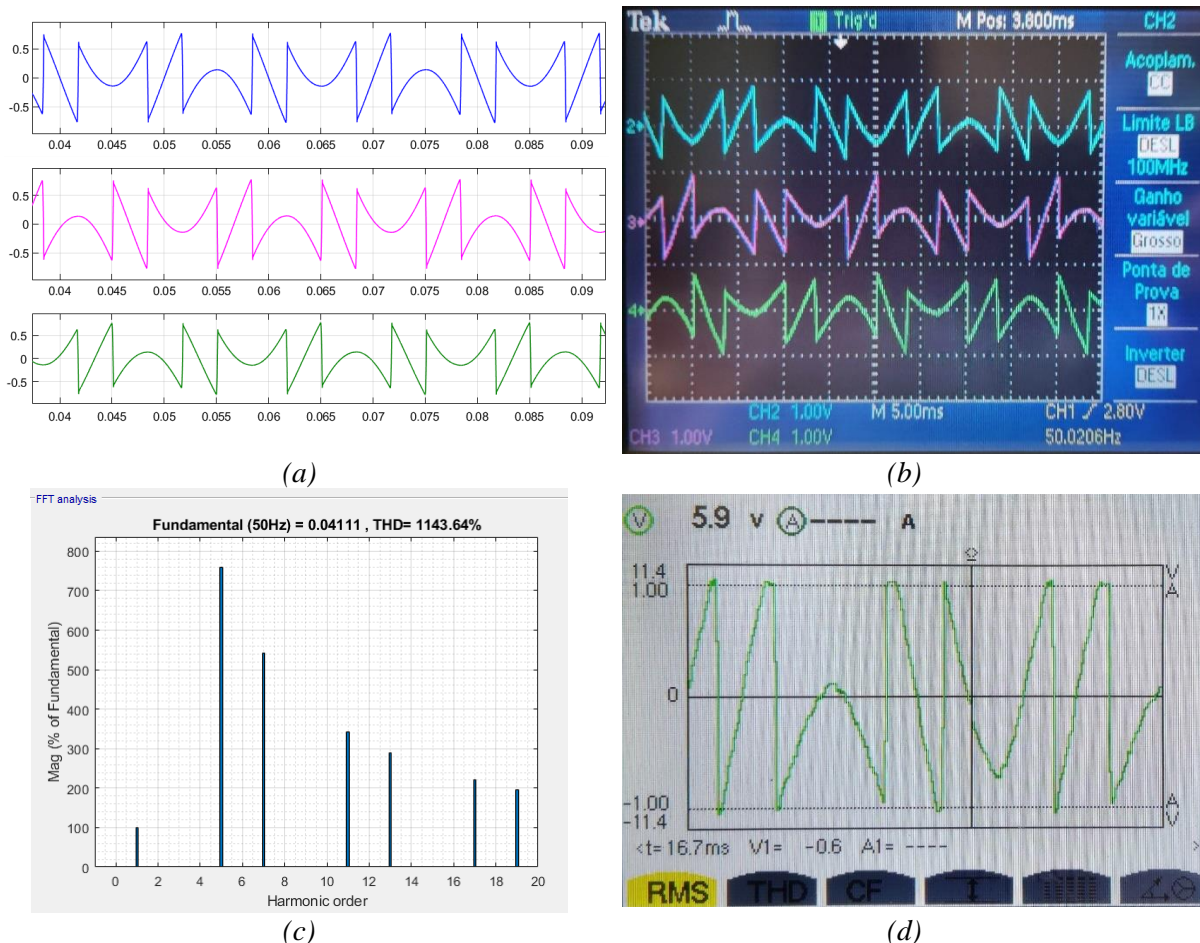 0.5
0
-0.5
0.04 0.045 0.05 0.055 0.06 0.065 0.07 0.075 0.08 0.085 0.09
0.5
0
-0.5
0.04 0.045 0.05 0.055 0.06 0.065 0.07 0.075 0.08 0.085 0.09
0.5
0
-0.5
0.04 0.045 0.05 0.055 0.06 0.065 0.07 0.075 0.08 0.085 0.09
(a)
Tek Trig'd M Pos: 3.800ms CH2
Acoplam.
CC
Limite LB
DESL
100MHz
Ganho
variável
Grosso
Ponta de
Prova
1X
Inverter
DESL
2
3
4
CH2 1.00V M 5.00ms CH1 2.80V
CH3 1.00V CH4 1.00V 50.0206Hz
(b)
FFT analysis
Fundamental (50Hz) = 0.04111 , THD= 1143.64%
Mag (% of Fundamental)
800
700
600
500
400
300
200
100
0
0 2 4 6 8 10 12 14 16 18 20
Harmonic order
(c)
V 5.9 V A ---- A
11.4 V
1.00 A
0
-1.00 A
-11.4 V
<t= 16.7ms V1= -0.6 A1= ---- >
RMS THD CF
(d)